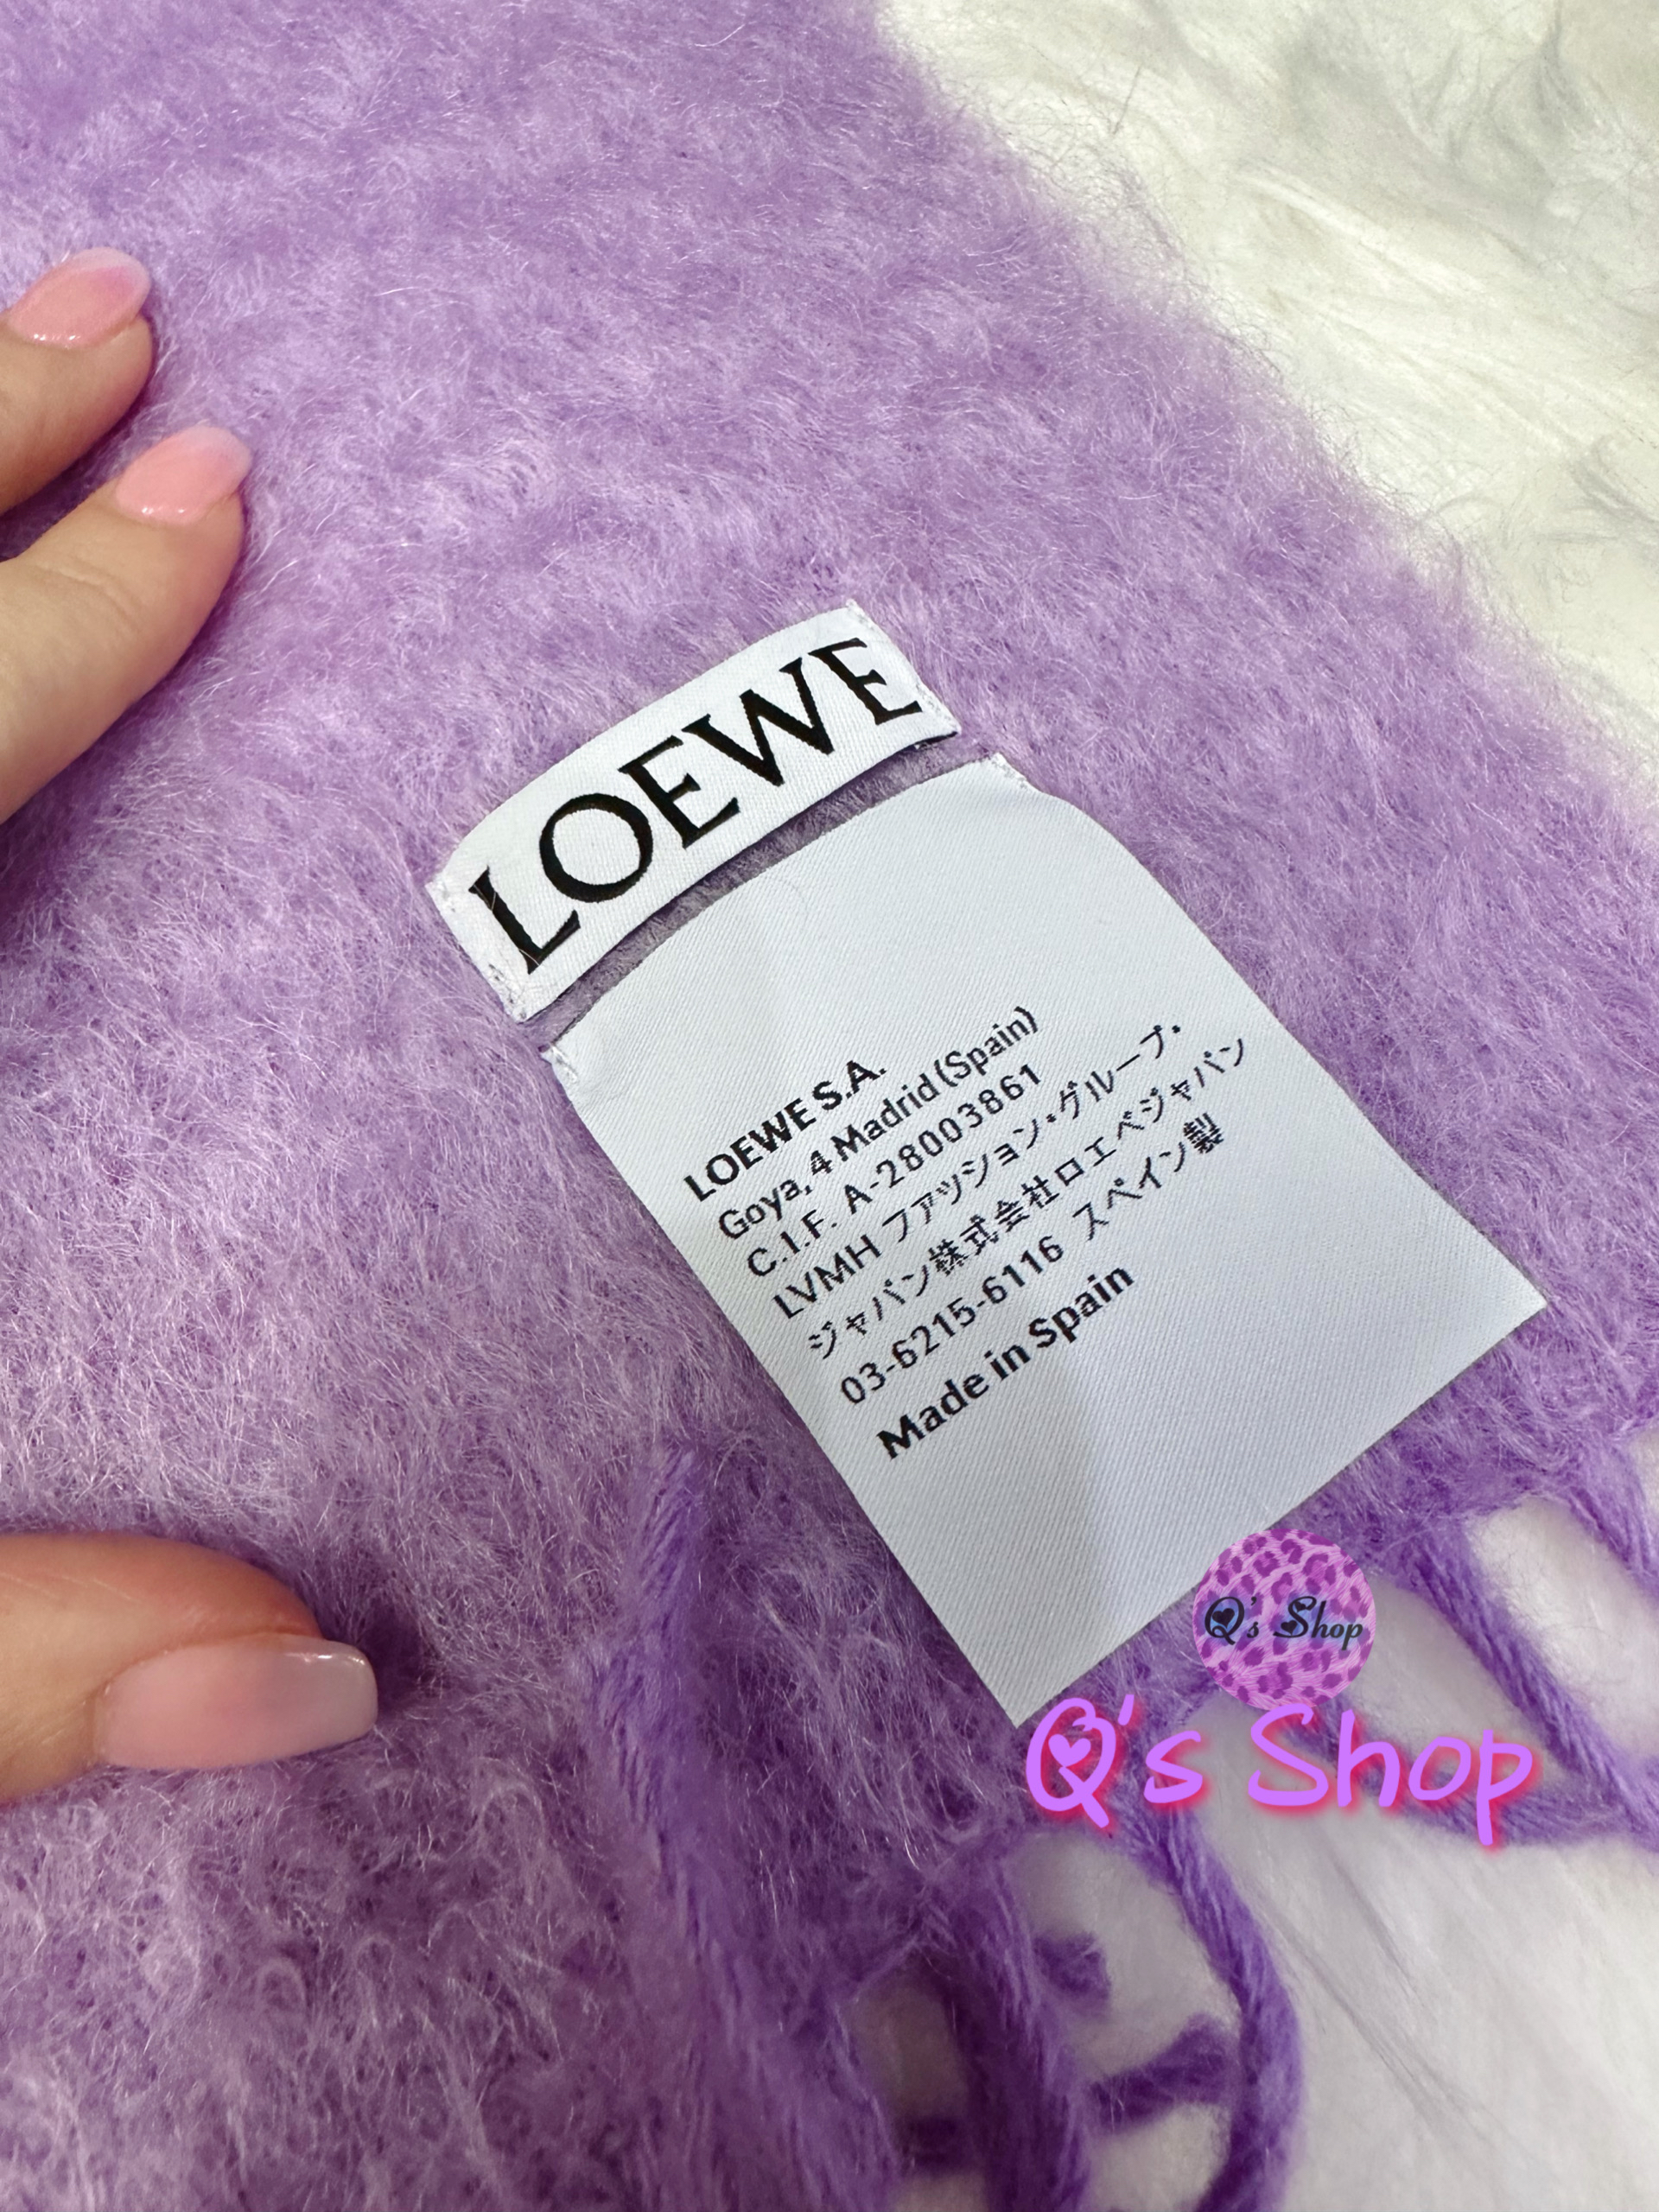 LOEWE
LOEWE S.A.
Goya, 4 Madrid (Spain)
C.I.F. A-28003861
LVMH ファッション・グループ・
ジャパン株式会社ロエベジャパン
03-6215-6116 スペイン製
Made in Spain
Q's Shop
Q's Shop